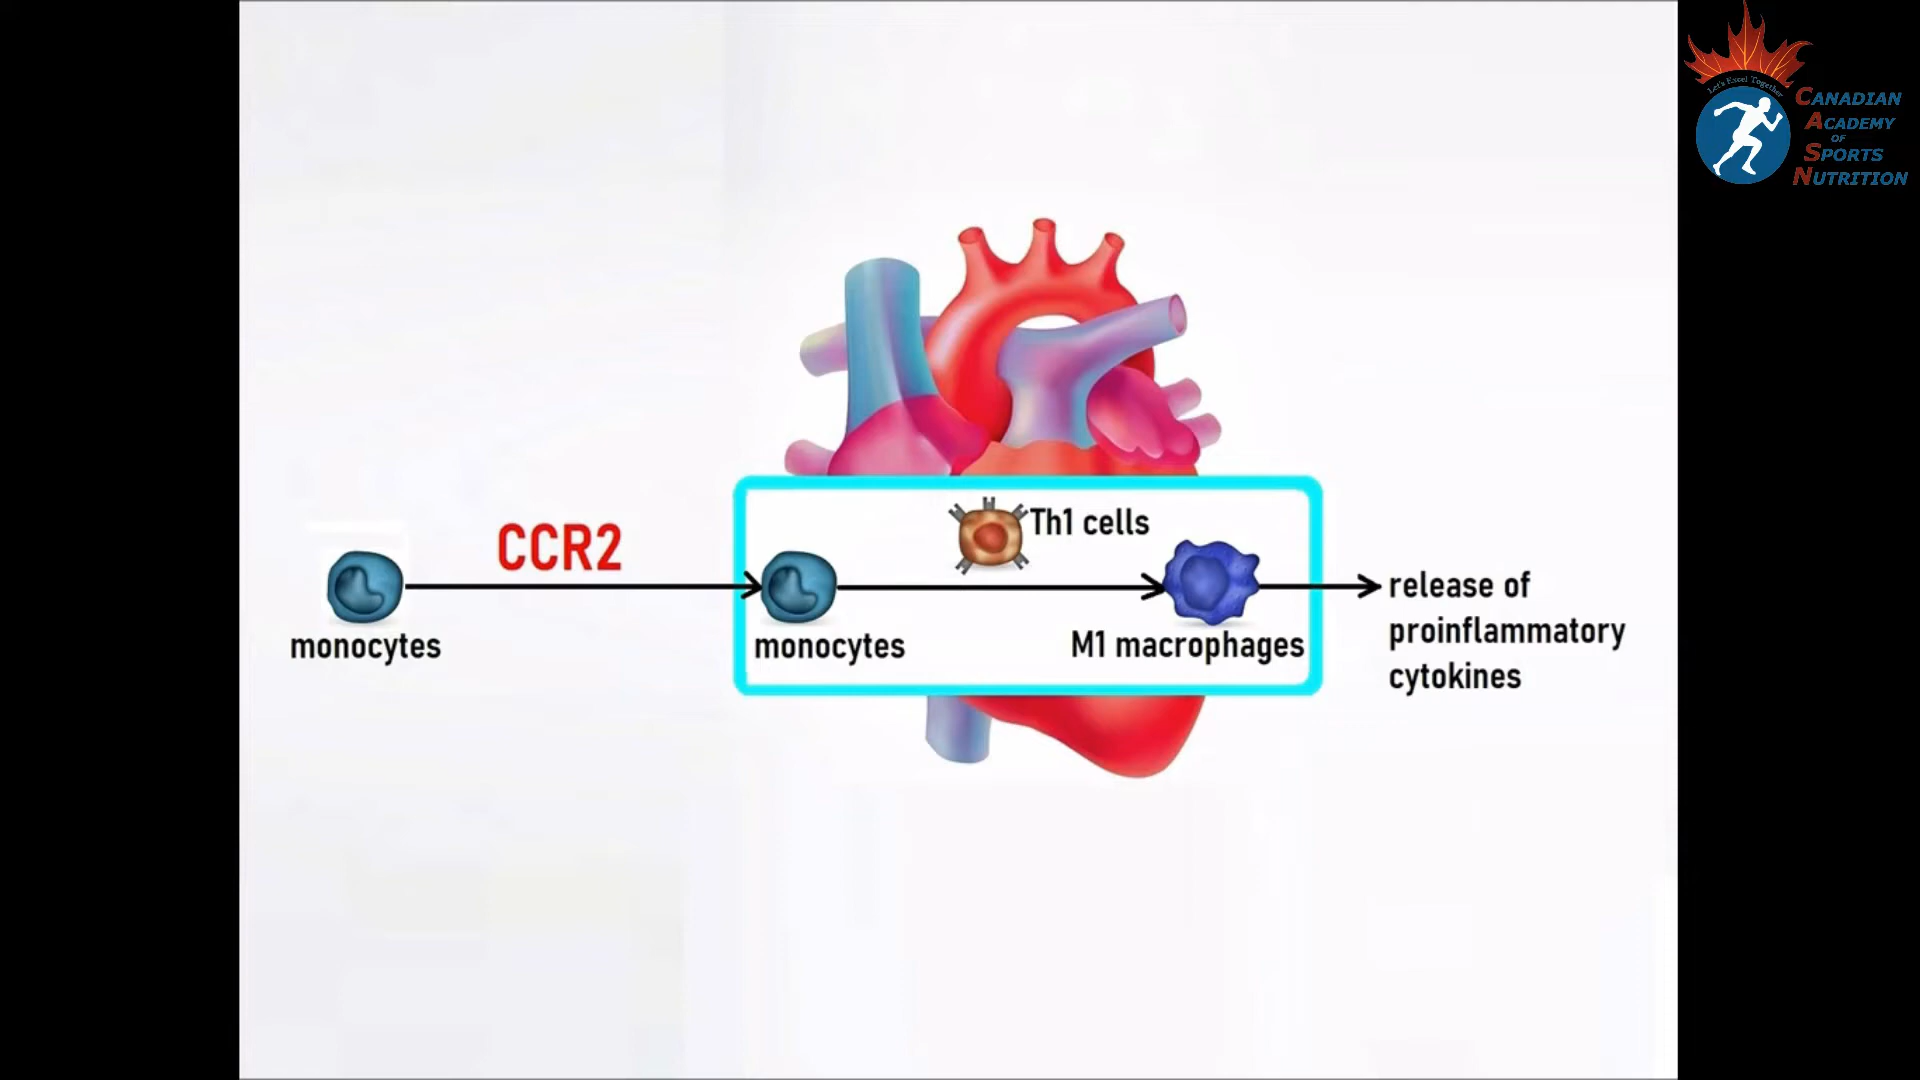 Let's Excel Together
CANADIAN
ACADEMY
OF
SPORTS
NUTRITION
CCR2
Th1 cells
monocytes
monocytes
M1 macrophages
release of
proinflammatory
cytokines